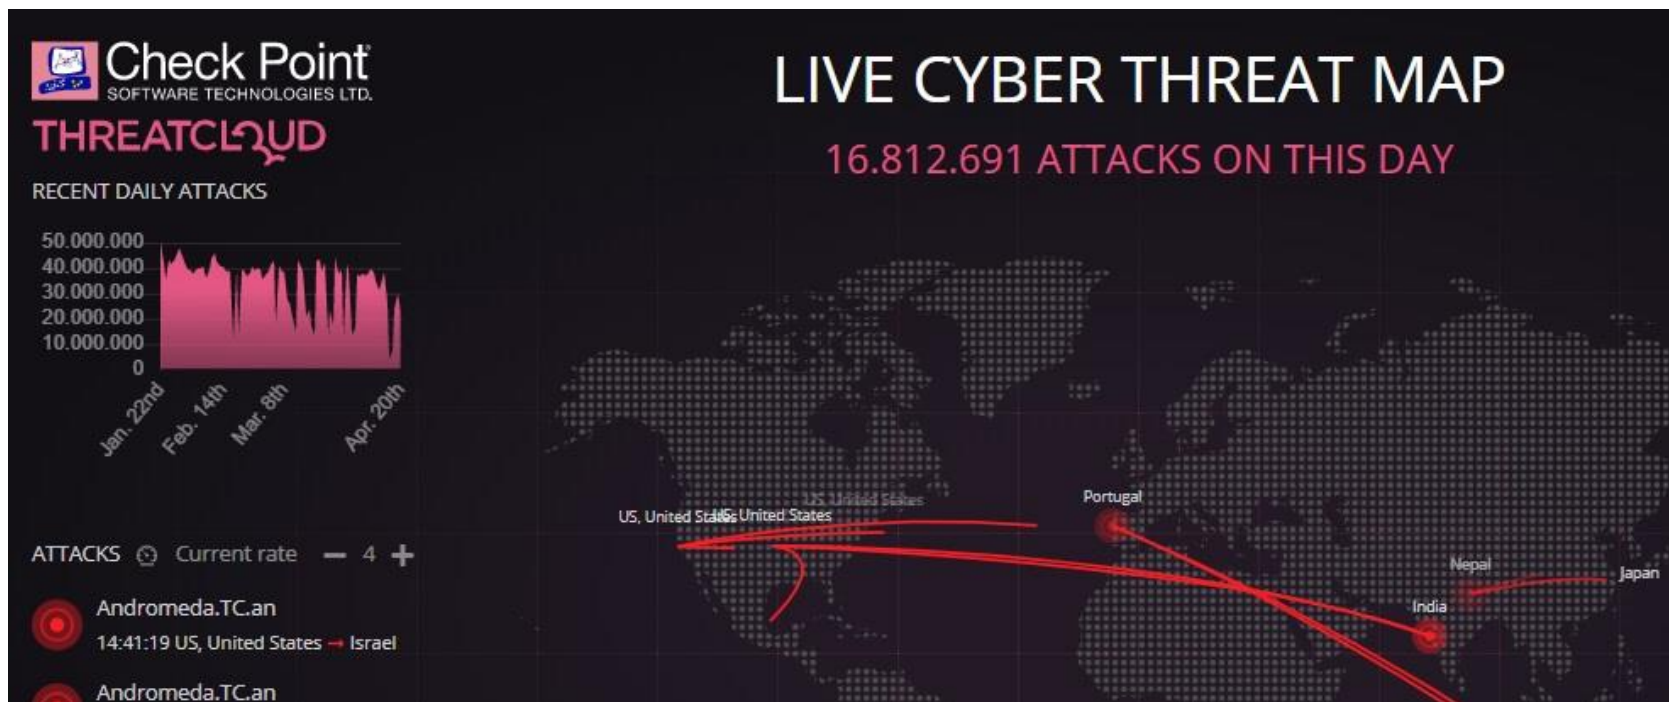 Check Point
SOFTWARE TECHNOLOGIES LTD.
THREATCLOUD
RECENT DAILY ATTACKS
50.000.000
40.000.000
30.000.000
20.000.000
10.000.000
0
Jan. 22nd
Feb. 14th
Mar. 8th
Apr. 20th
ATTACKS Current rate — 4 +
Andromeda.TC.an
14:41:19 US, United States → Israel
Andromeda.TC.an
LIVE CYBER THREAT MAP
16.812.691 ATTACKS ON THIS DAY
US, United States
US, United States
US, United States
Portugal
Nepal
Japan
India